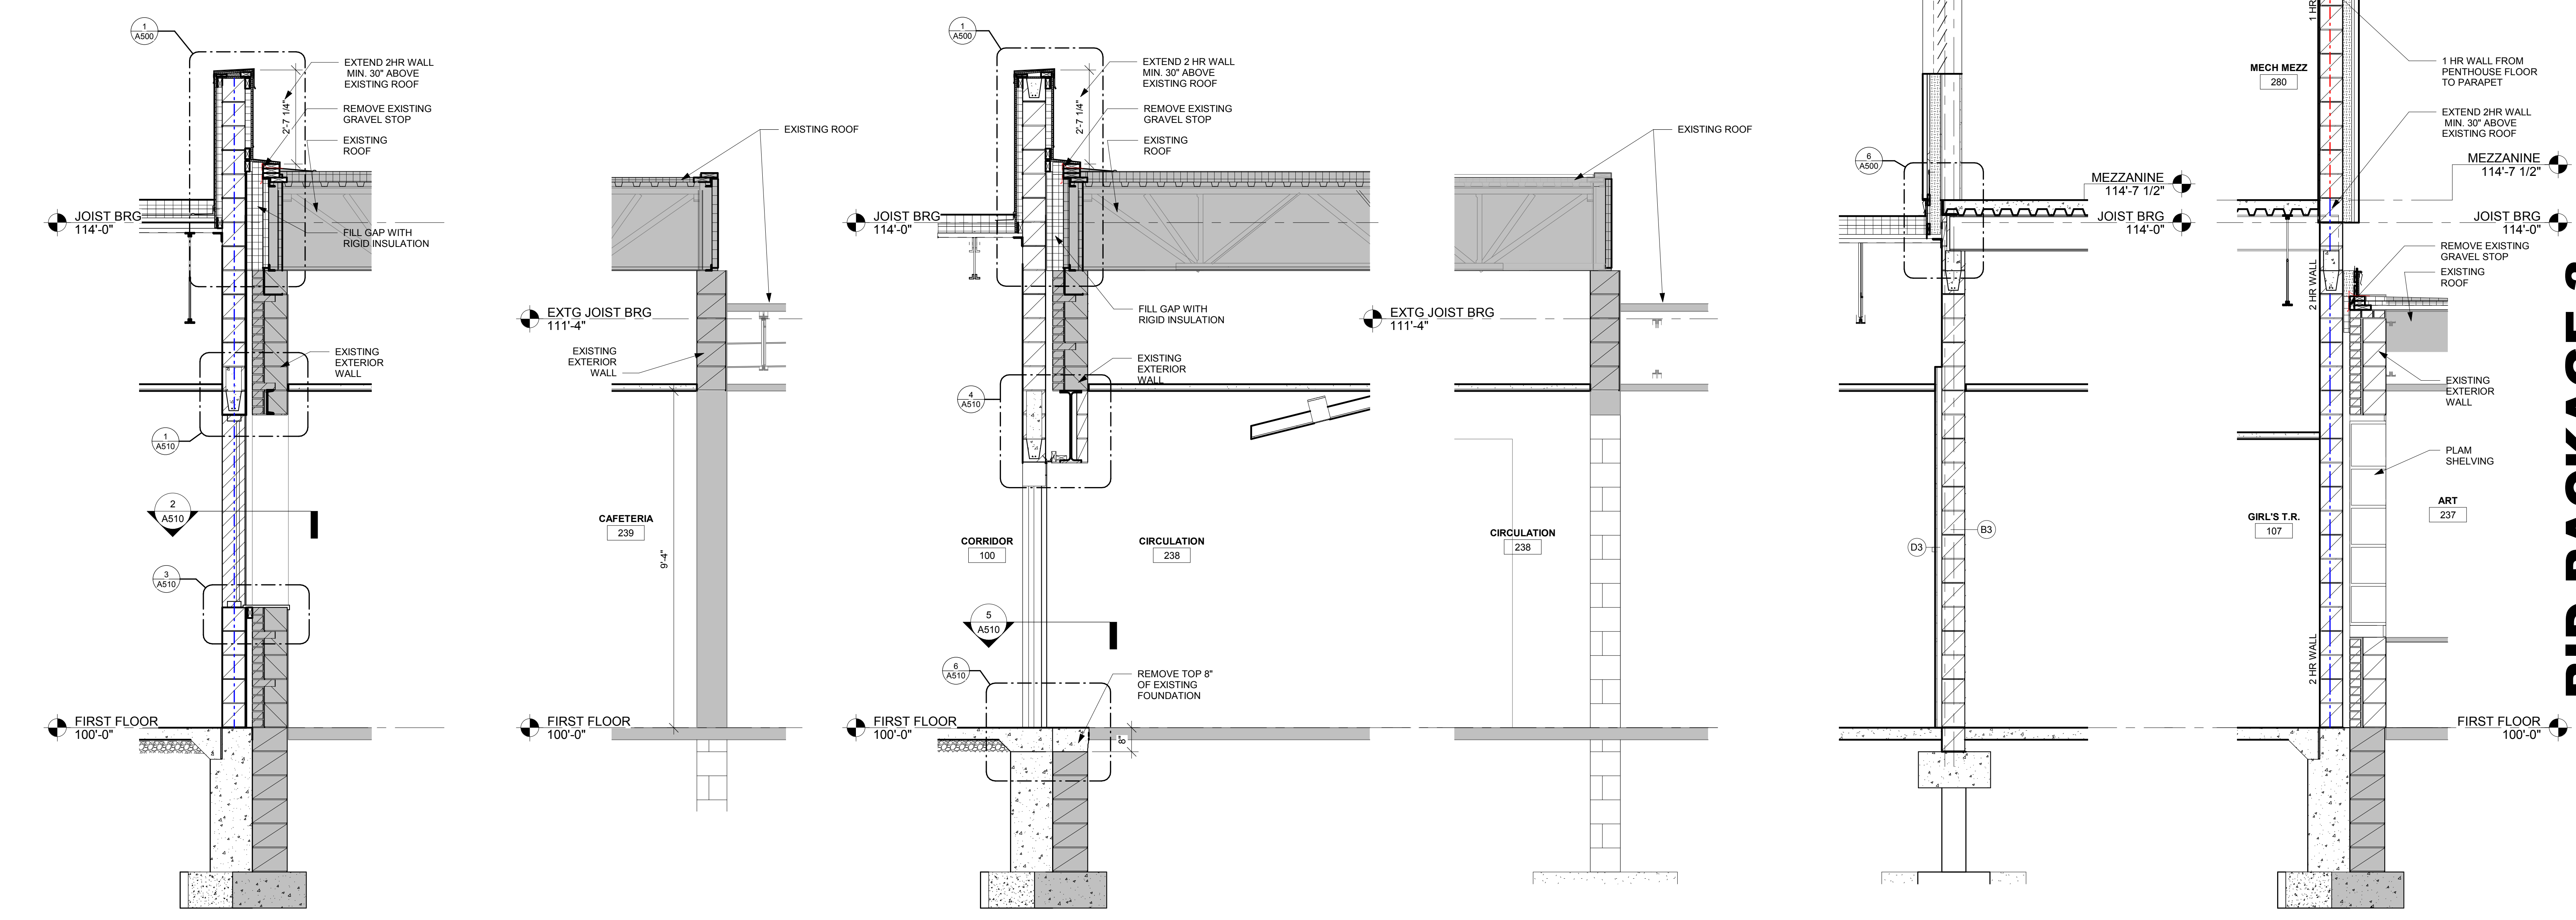 1
A500
EXTEND 2HR WALL
MIN. 30" ABOVE
EXISTING ROOF
2'-7 1/4"
REMOVE EXISTING
GRAVEL STOP
EXISTING
ROOF
JOIST BRG
114'-0"
FILL GAP WITH
RIGID INSULATION
EXISTING
EXTERIOR
WALL
1
A510
2
A510
3
A510
FIRST FLOOR
100'-0"
EXISTING ROOF
EXTG JOIST BRG
111'-4"
EXISTING
EXTERIOR
WALL
CAFETERIA
239
9'-4"
FIRST FLOOR
100'-0"
1
A500
EXTEND 2 HR WALL
MIN. 30" ABOVE
EXISTING ROOF
2'-7 1/4"
REMOVE EXISTING
GRAVEL STOP
EXISTING
ROOF
JOIST BRG
114'-0"
FILL GAP WITH
RIGID INSULATION
EXISTING
EXTERIOR
WALL
4
A510
CORRIDOR
100
CIRCULATION
238
5
A510
6
A510
REMOVE TOP 8"
OF EXISTING
FOUNDATION
8"
FIRST FLOOR
100'-0"
EXISTING ROOF
EXTG JOIST BRG
111'-4"
CIRCULATION
238
6
A500
MEZZANINE
114'-7 1/2"
JOIST BRG
114'-0"
B3
D3
1 HR
MECH MEZZ
280
1 HR WALL FROM
PENTHOUSE FLOOR
TO PARAPET
EXTEND 2HR WALL
MIN. 30" ABOVE
EXISTING ROOF
MEZZANINE
114'-7 1/2"
JOIST BRG
114'-0"
REMOVE EXISTING
GRAVEL STOP
EXISTING
ROOF
2 HR WALL
EXISTING
EXTERIOR
WALL
PLAM
SHELVING
GIRL'S T.R.
107
ART
237
2 HR WALL
FIRST FLOOR
100'-0"